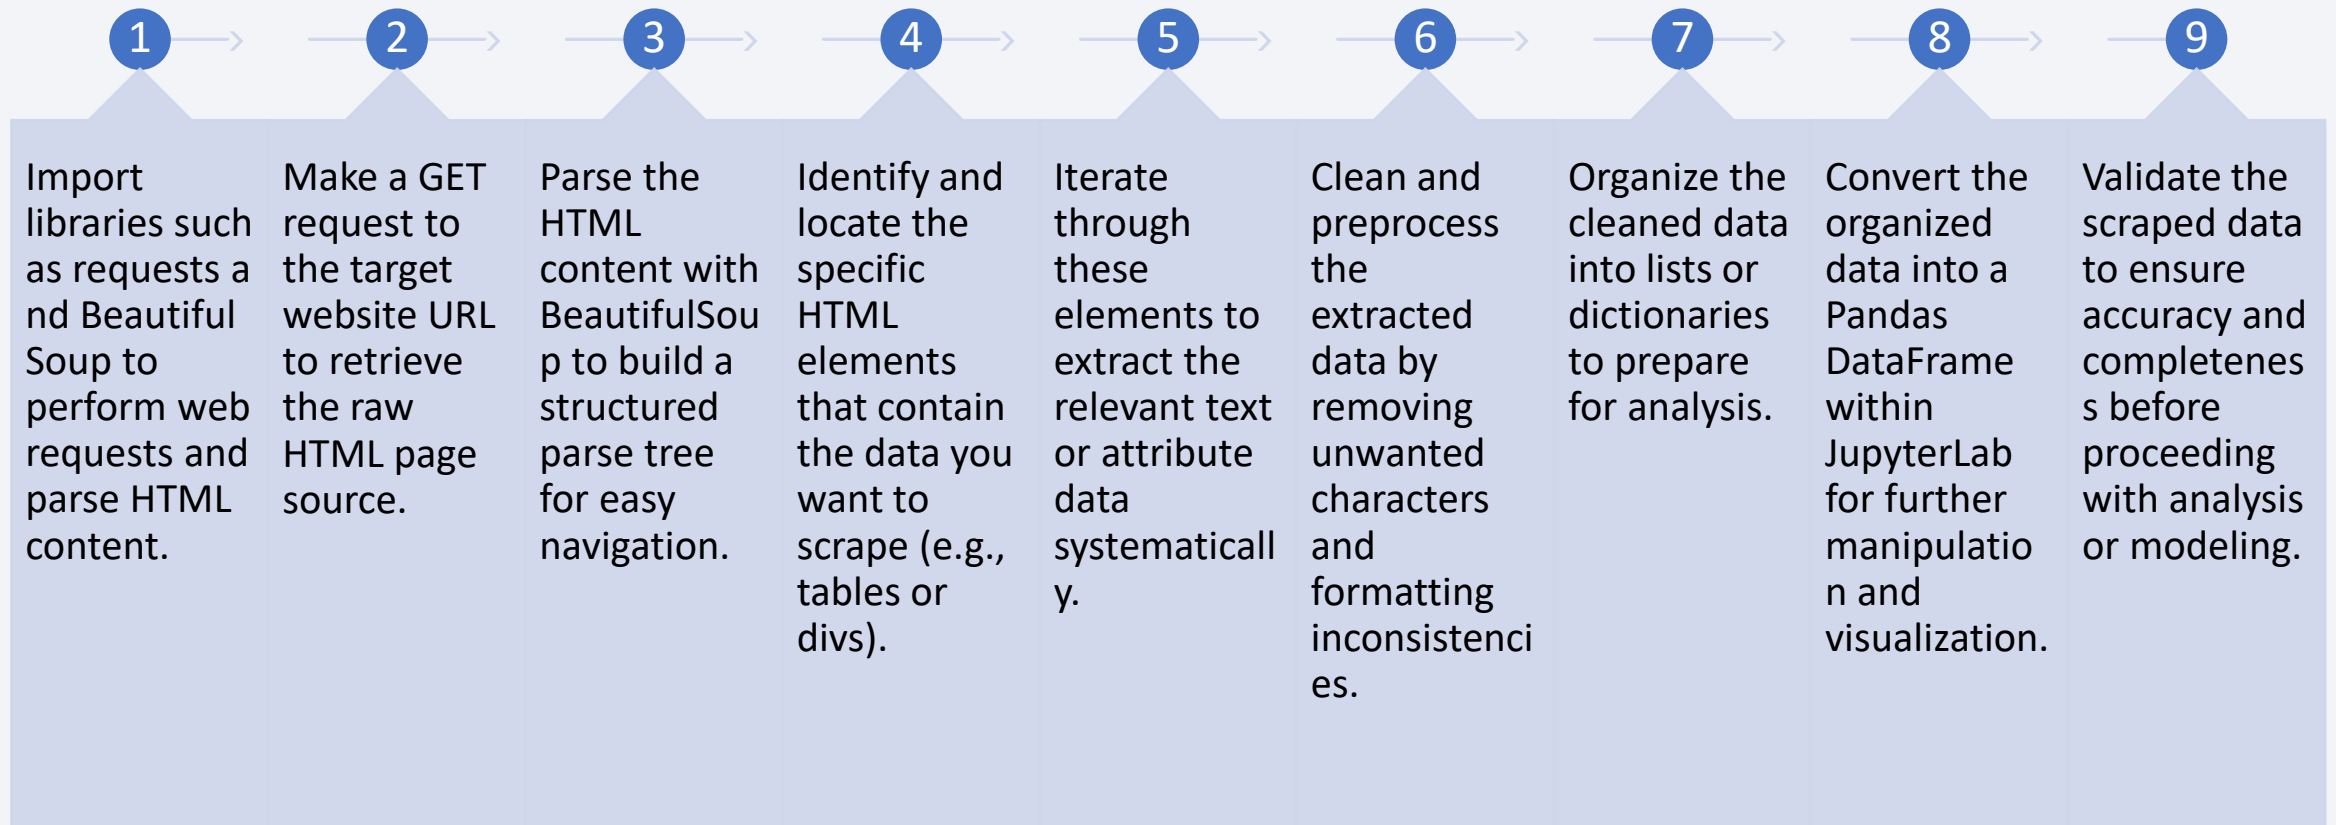 1
2
3
4
5
6
7
8
9
Import
libraries such
as requests a
nd Beautiful
Soup to
perform web
requests and
parse HTML
content.
Make a GET
request to
the target
website URL
to retrieve
the raw
HTML page
source.
Parse the
HTML
content with
BeautifulSou
p to build a
structured
parse tree
for easy
navigation.
Identify and
locate the
specific
HTML
elements
that contain
the data you
want to
scrape (e.g.,
tables or
divs).
Iterate
through
these
elements to
extract the
relevant text
or attribute
data
systematicall
y.
Clean and
preprocess
the
extracted
data by
removing
unwanted
characters
and
formatting
inconsistenci
es.
Organize the
cleaned data
into lists or
dictionaries
to prepare
for analysis.
Convert the
organized
data into a
Pandas
DataFrame
within
JupyterLab
for further
manipulatio
n and
visualization.
Validate the
scraped data
to ensure
accuracy and
completenes
s before
proceeding
with analysis
or modeling.